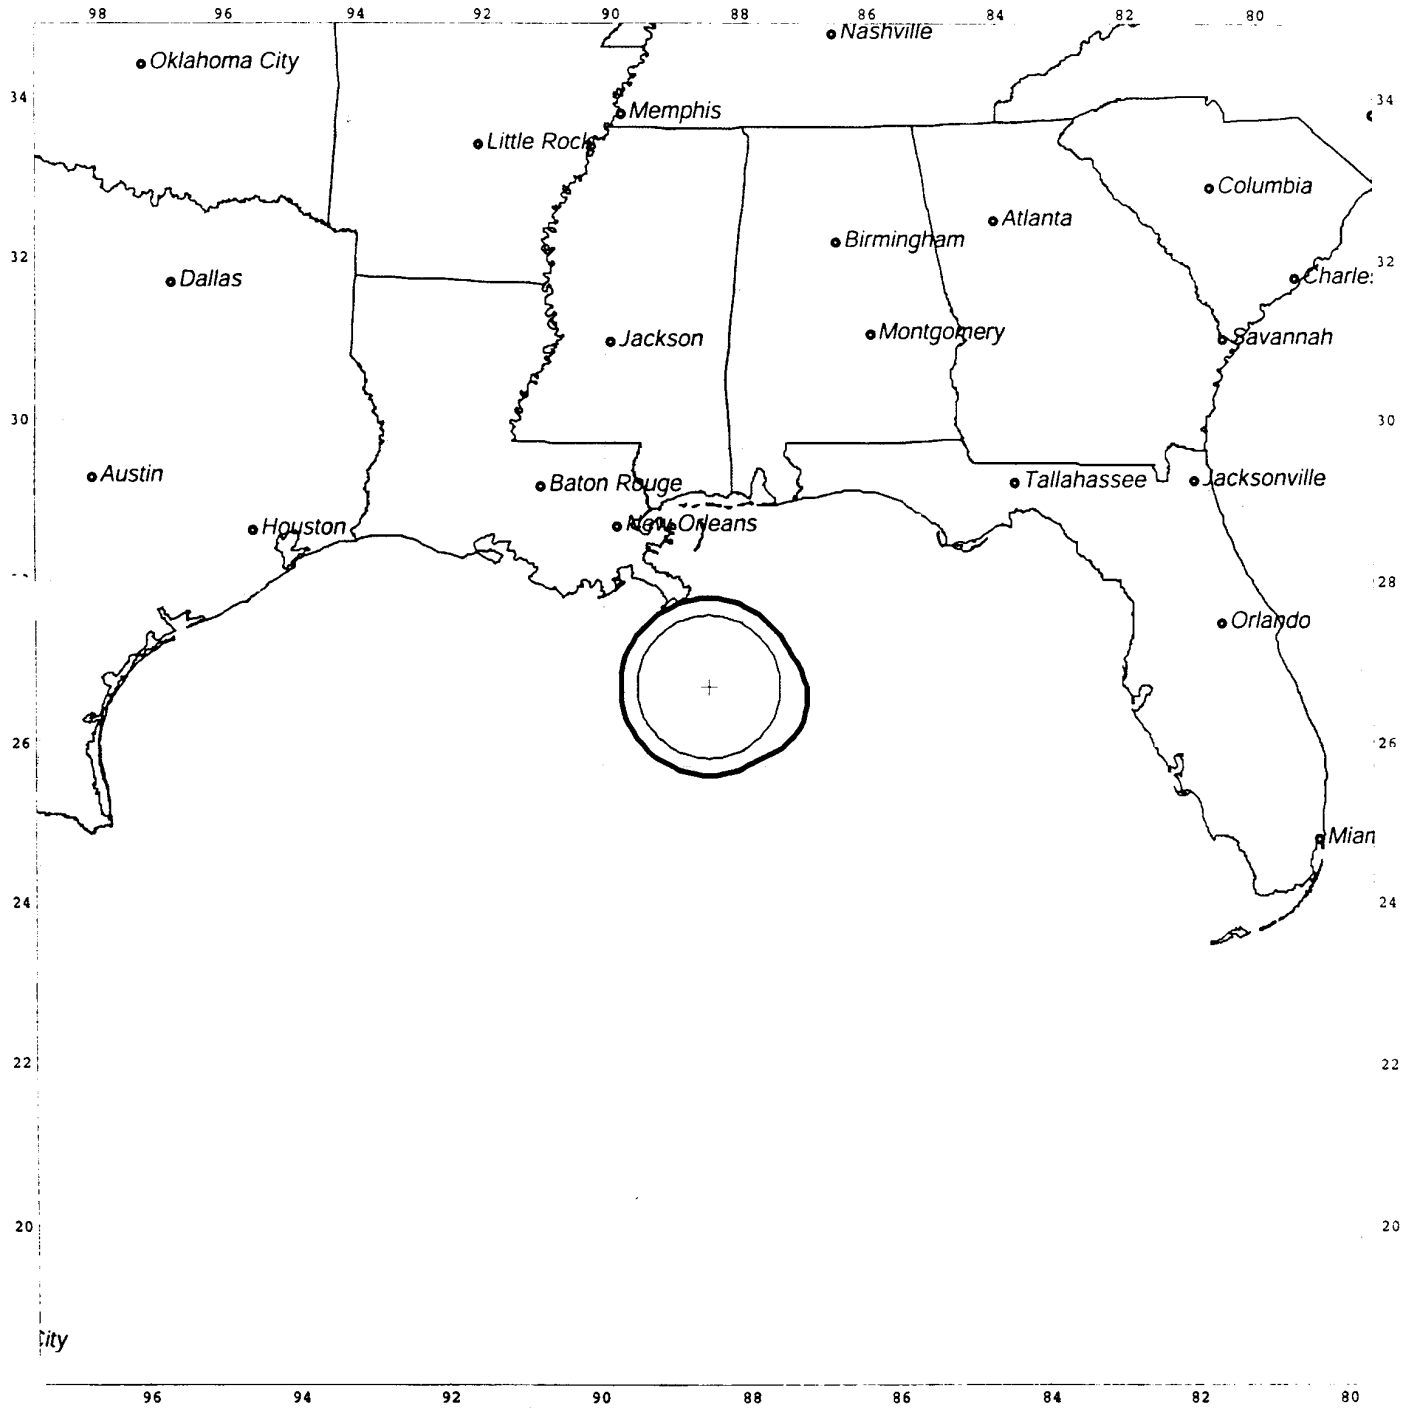 98 96 94 92 90 88 86 84 82 80
Nashville
Oklahoma City
34 34
Memphis
Little Rock
Columbia
Atlanta
Birmingham
32 32
Dallas
Charle
Montgomery
Jackson
Savannah
30 30
Austin
Baton Rouge
Tallahassee
Jacksonville
New Orleans
Houston
28
Orlando
26 26
Mian
24 24
22 22
20 20
City
96 94 92 90 88 86 84 82 80